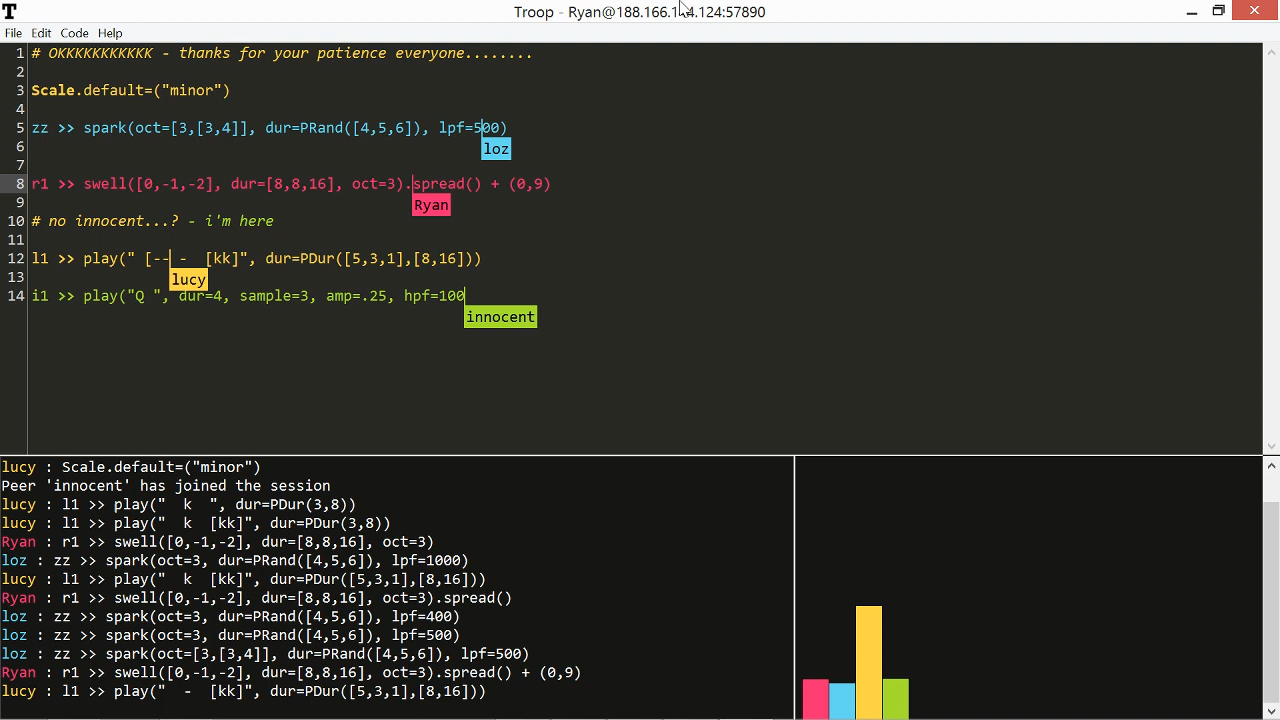 T Troop - Ryan@188.166.1 4.124:57890
File Edit Code Help
1 # OKKKKKKKKKKK - thanks for your patience everyone........
2
3 Scale.default=("minor")
4
5 zz >> spark(oct=[3,[3,4]], dur=PRand([4,5,6]), lpf=500)
6 loz
7
8 r1 >> swell([0,-1,-2], dur=[8,8,16], oct=3).spread() + (0,9)
9 Ryan
10 # no innocent...? - i'm here
11
12 l1 >> play(" [-- -  [kk]", dur=PDur([5,3,1],[8,16]))
13 lucy
14 i1 >> play("Q ", dur=4, sample=3, amp=.25, hpf=100
innocent
lucy : Scale.default=("minor")
Peer 'innocent' has joined the session
lucy : l1 >> play("  k  ", dur=PDur(3,8))
lucy : l1 >> play("  k  [kk]", dur=PDur(3,8))
Ryan : r1 >> swell([0,-1,-2], dur=[8,8,16], oct=3)
loz : zz >> spark(oct=3, dur=PRand([4,5,6]), lpf=1000)
lucy : l1 >> play("  k  [kk]", dur=PDur([5,3,1],[8,16]))
Ryan : r1 >> swell([0,-1,-2], dur=[8,8,16], oct=3).spread()
loz : zz >> spark(oct=3, dur=PRand([4,5,6]), lpf=400)
loz : zz >> spark(oct=3, dur=PRand([4,5,6]), lpf=500)
loz : zz >> spark(oct=[3,[3,4]], dur=PRand([4,5,6]), lpf=500)
Ryan : r1 >> swell([0,-1,-2], dur=[8,8,16], oct=3).spread() + (0,9)
lucy : l1 >> play("  -  [kk]", dur=PDur([5,3,1],[8,16]))